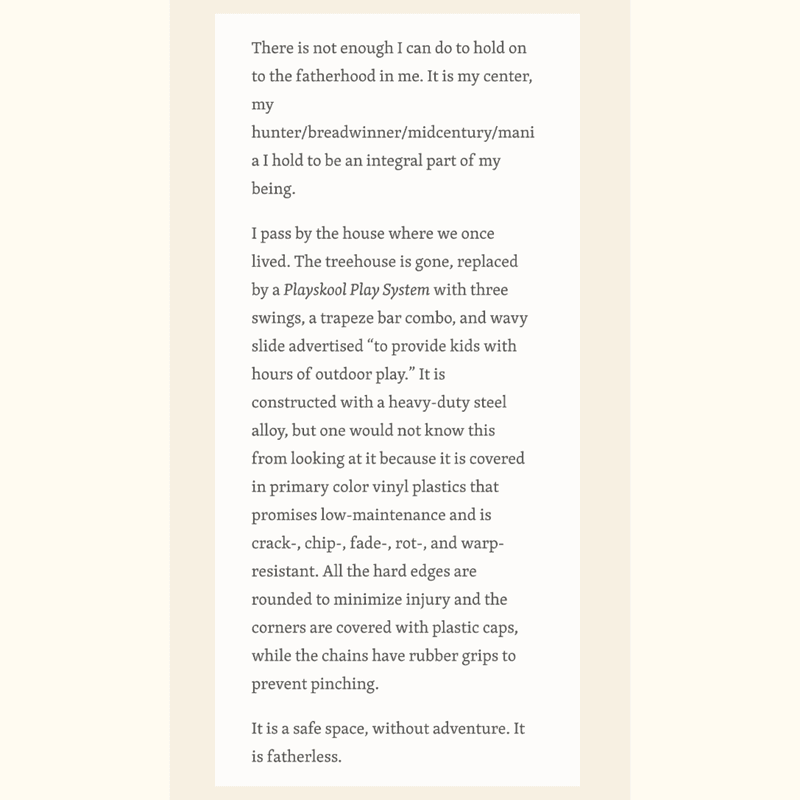 There is not enough I can do to hold on
to the fatherhood in me. It is my center,
my
hunter/breadwinner/midcentury/mani
a I hold to be an integral part of my
being.
I pass by the house where we once
lived. The treehouse is gone, replaced
by a Playskool Play System with three
swings, a trapeze bar combo, and wavy
slide advertised “to provide kids with
hours of outdoor play.” It is
constructed with a heavy-duty steel
alloy, but one would not know this
from looking at it because it is covered
in primary color vinyl plastics that
promises low-maintenance and is
crack-, chip-, fade-, rot-, and warp-
resistant. All the hard edges are
rounded to minimize injury and the
corners are covered with plastic caps,
while the chains have rubber grips to
prevent pinching.
It is a safe space, without adventure. It
is fatherless.